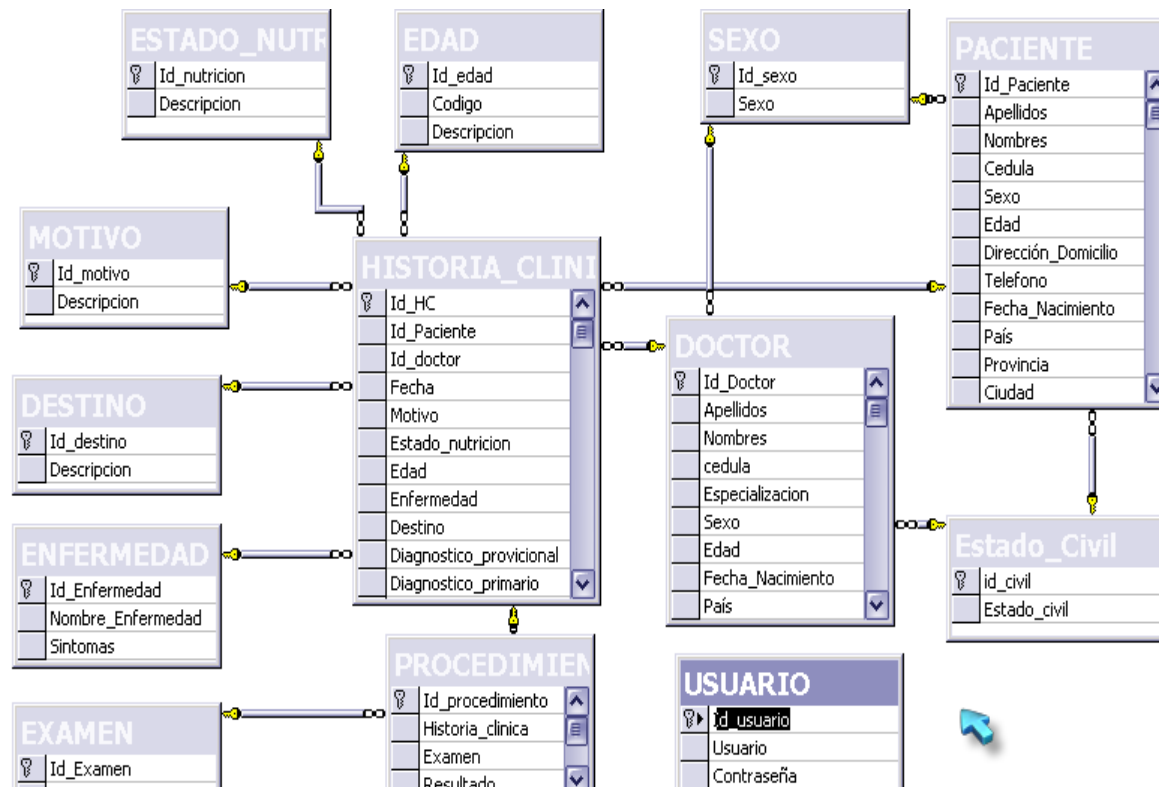 ESTADO_NUTR
Id_nutricion
Descripcion
EDAD
Id_edad
Codigo
Descripcion
SEXO
Id_sexo
Sexo
PACIENTE
Id_Paciente
Apellidos
Nombres
Cedula
Sexo
Edad
Dirección_Domicilio
Telefono
Fecha_Nacimiento
País
Provincia
Ciudad
MOTIVO
Id_motivo
Descripcion
HISTORIA_CLINI
Id_HC
Id_Paciente
Id_doctor
Fecha
Motivo
Estado_nutricion
Edad
Enfermedad
Destino
Diagnostico_provicional
Diagnostico_primario
DOCTOR
Id_Doctor
Apellidos
Nombres
cedula
Especializacion
Sexo
Edad
Fecha_Nacimiento
País
DESTINO
Id_destino
Descripcion
ENFERMEDAD
Id_Enfermedad
Nombre_Enfermedad
Sintomas
Estado_Civil
id_civil
Estado_civil
EXAMEN
Id_Examen
PROCEDIMIEN
Id_procedimiento
Historia_clinica
Examen
Resultado
USUARIO
Id_usuario
Usuario
Contraseña